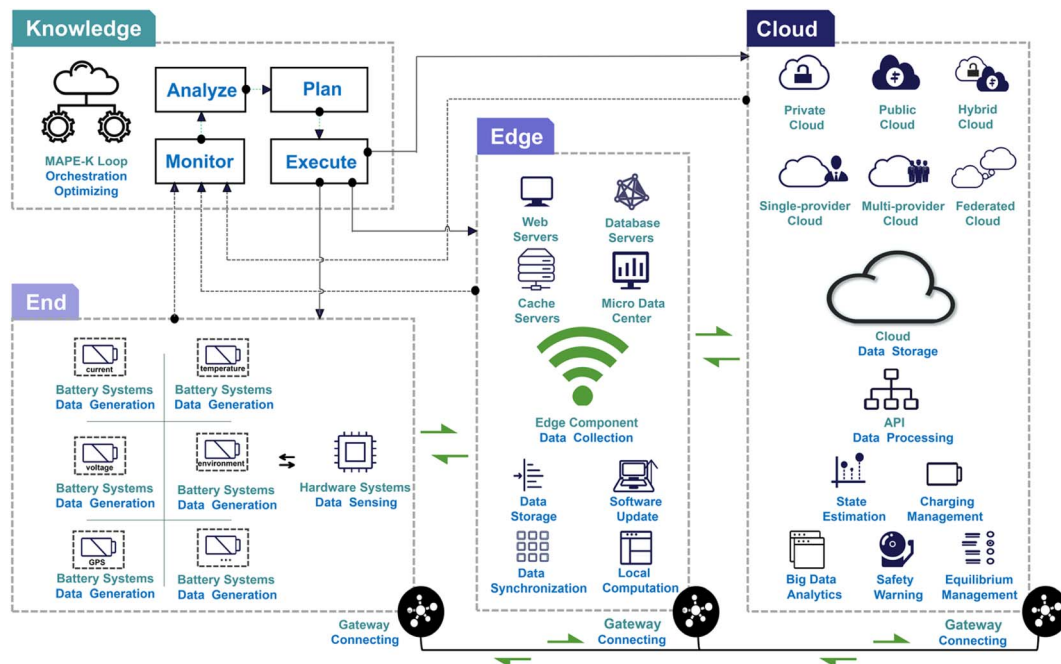 Knowledge
MAPE-K Loop
Orchestration
Optimizing
Analyze
Plan
Monitor
Execute
End
current
Battery Systems
Data Generation
temperature
Battery Systems
Data Generation
voltage
Battery Systems
Data Generation
environment
Battery Systems
Data Generation
GPS
Battery Systems
Data Generation
...
Battery Systems
Data Generation
Hardware Systems
Data Sensing
Gateway
Connecting
Edge
Web
Servers
Database
Servers
Cache
Servers
Micro Data
Center
Edge Component
Data Collection
Data
Storage
Software
Update
Data
Synchronization
Local
Computation
Gateway
Connecting
Cloud
Private
Cloud
Public
Cloud
Hybrid
Cloud
Single-provider
Cloud
Multi-provider
Cloud
Federated
Cloud
Cloud
Data Storage
API
Data Processing
State
Estimation
Charging
Management
Big Data
Analytics
Safety
Warning
Equilibrium
Management
Gateway
Connecting